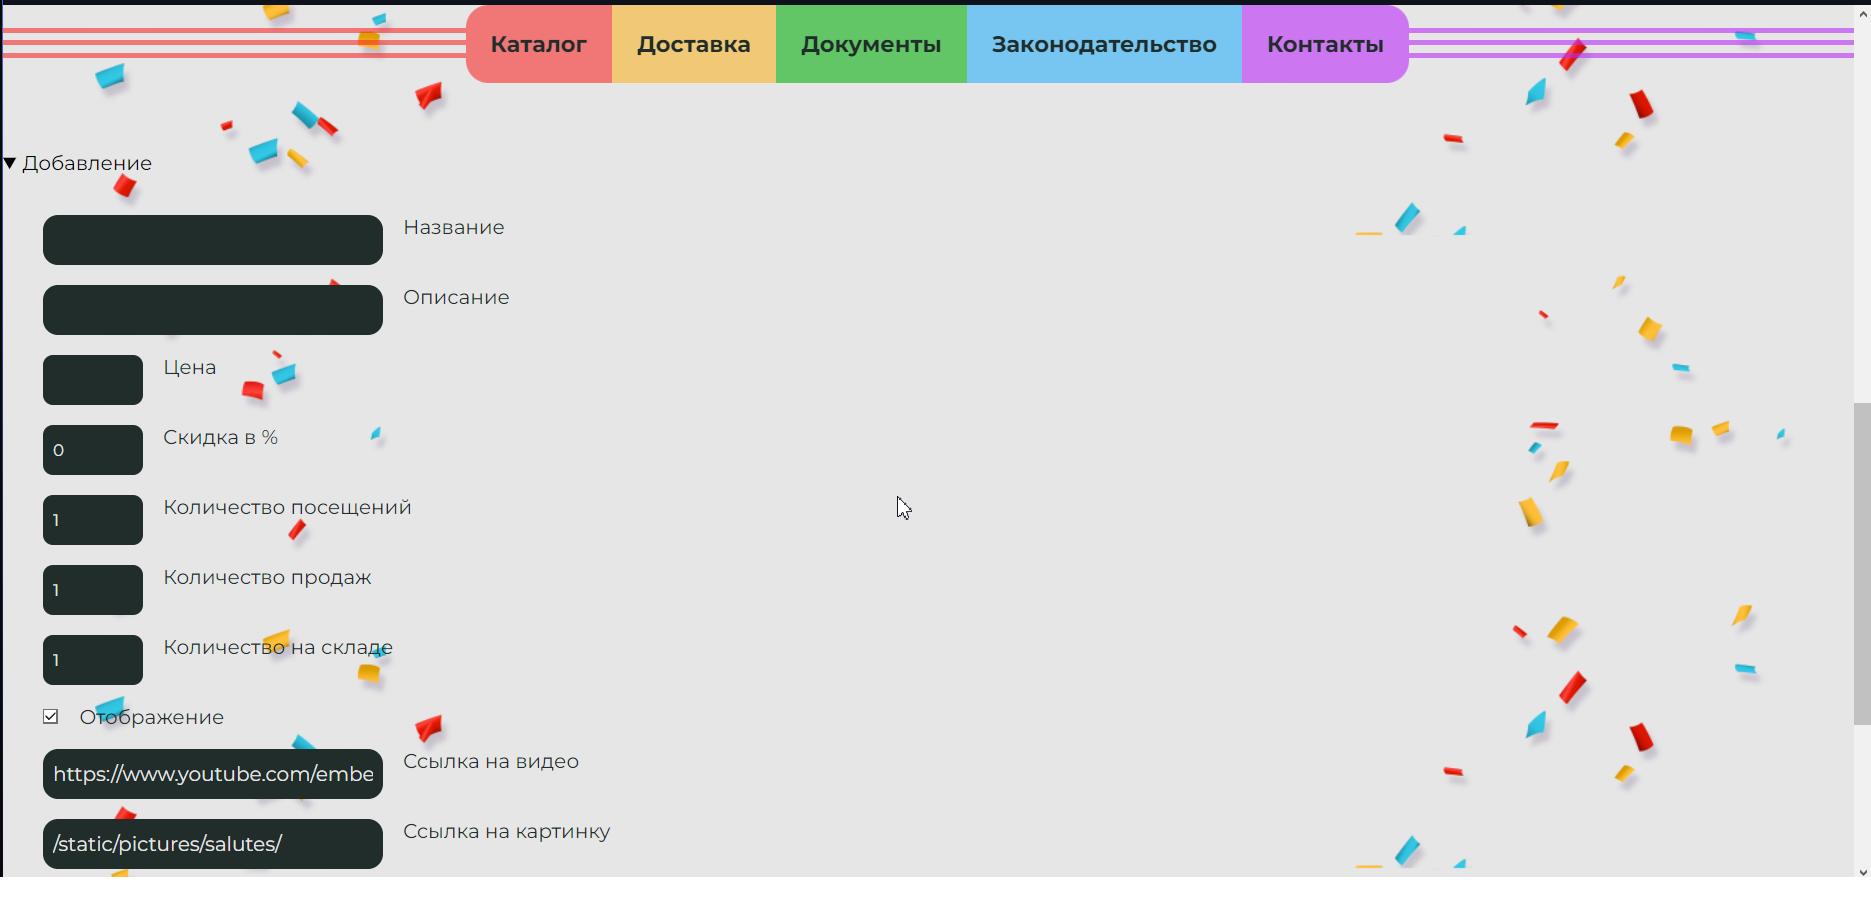 Каталог
Доставка
Документы
Законодательство
Контакты
Добавление
Название
Описание
Цена
0
Скидка в %
1
Количество посещений
1
Количество продаж
1
Количество на складе
Отображение
https://www.youtube.com/embe
Ссылка на видео
/static/pictures/salutes/
Ссылка на картинку